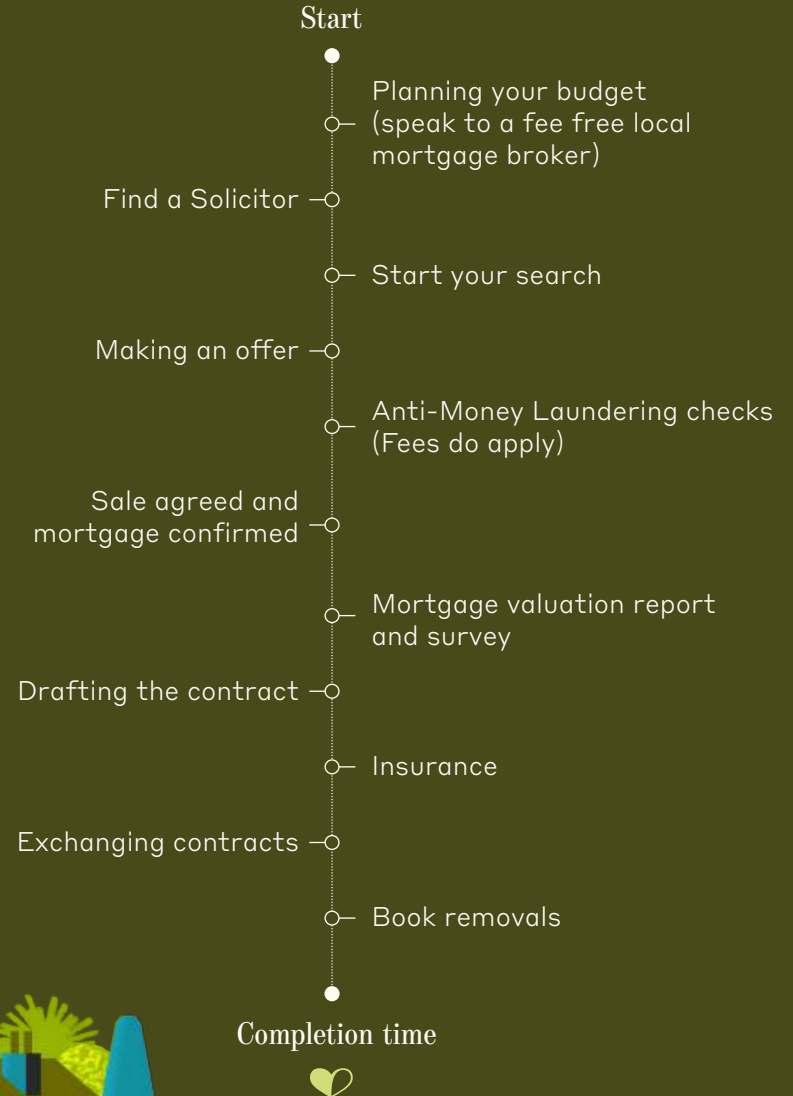 Start
Planning your budget
(speak to a fee free local
mortgage broker)
Find a Solicitor
Start your search
Making an offer
Anti-Money Laundering checks
(Fees do apply)
Sale agreed and
mortgage confirmed
Mortgage valuation report
and survey
Drafting the contract
Insurance
Exchanging contracts
Book removals
Completion time